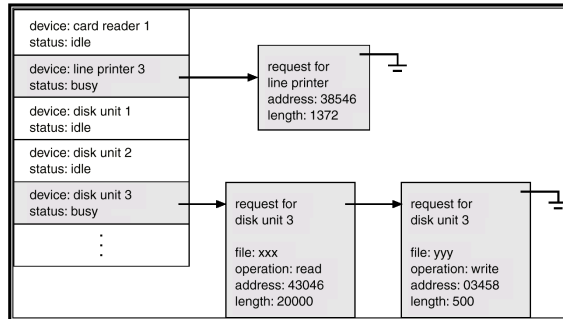 device: card reader 1
status: idle
device: line printer 3
status: busy
device: disk unit 1
status: idle
device: disk unit 2
status: idle
device: disk unit 3
status: busy
request for
line printer
address: 38546
length: 1372
request for
disk unit 3
file: xxx
operation: read
address: 43046
length: 20000
request for
disk unit 3
file: yyy
operation: write
address: 03458
length: 500